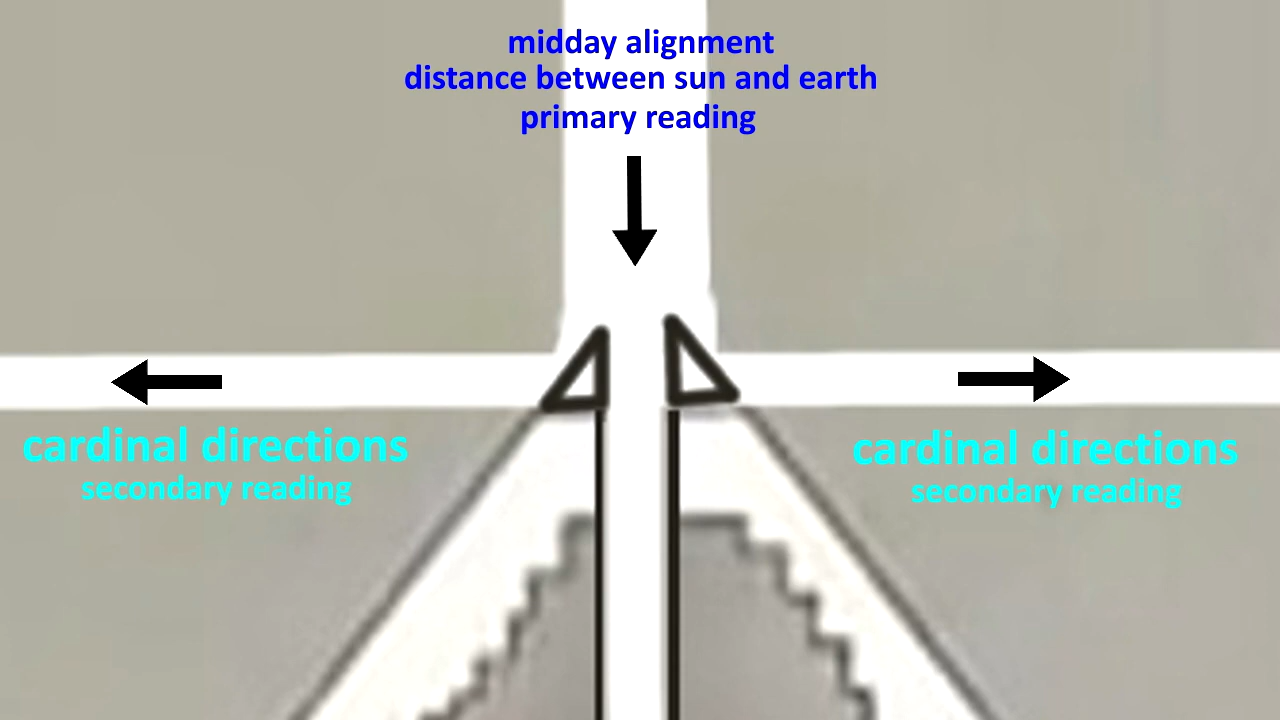 midday alignment
distance between sun and earth
primary reading
cardinal directions
secondary reading
cardinal directions
secondary reading